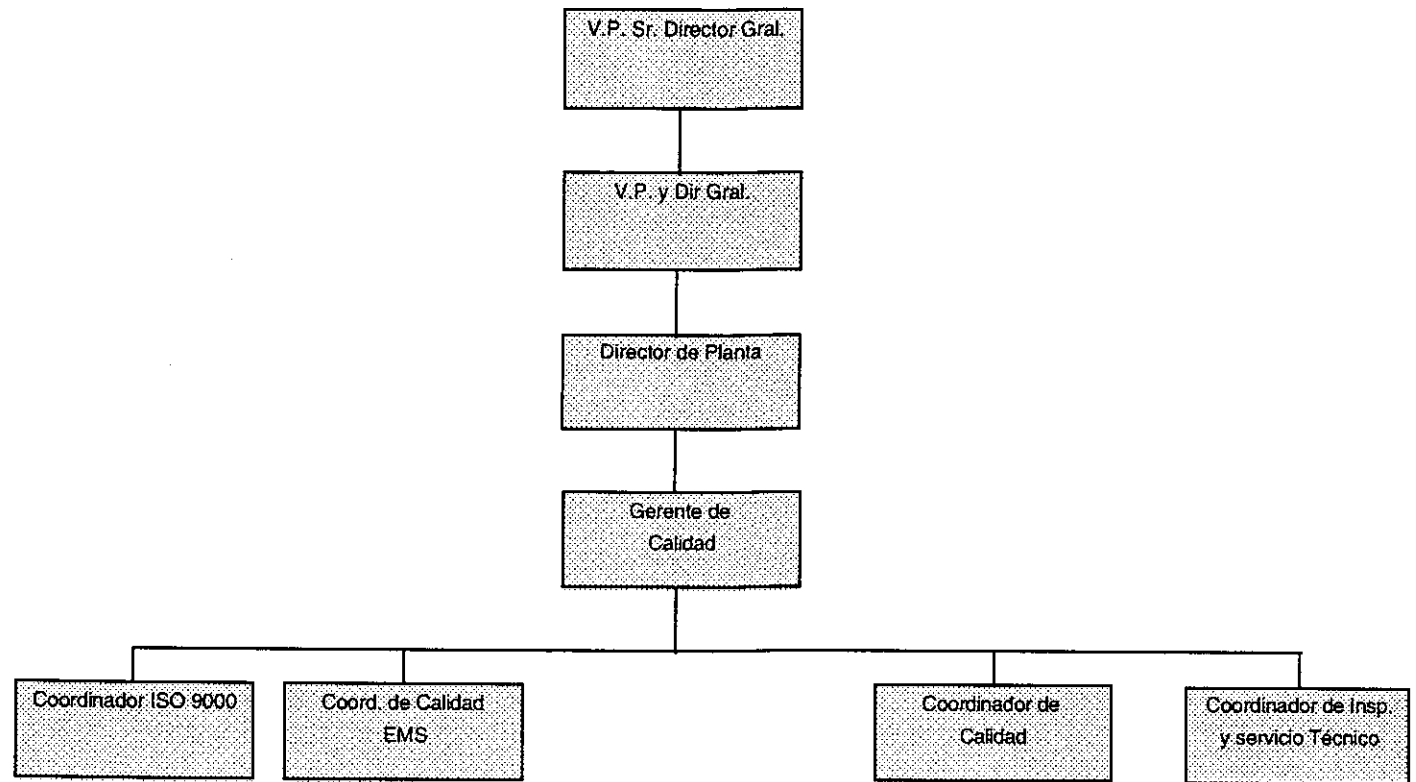 V.P. Sr. Director Gral.
V.P. y Dir Gral.
Director de Planta
Gerente de
Calidad
Coordinador ISO 9000
Coord. de Calidad
EMS
Coordinador de
Calidad
Coordinador de Insp.
y servicio Técnico